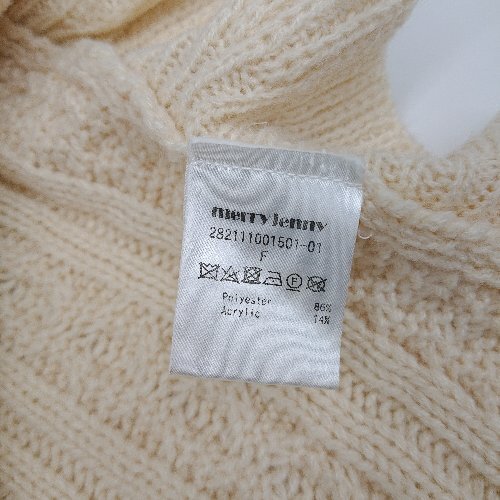 merry jenny
282111001501-01
F
Polyester 86%
Acrylic 14%